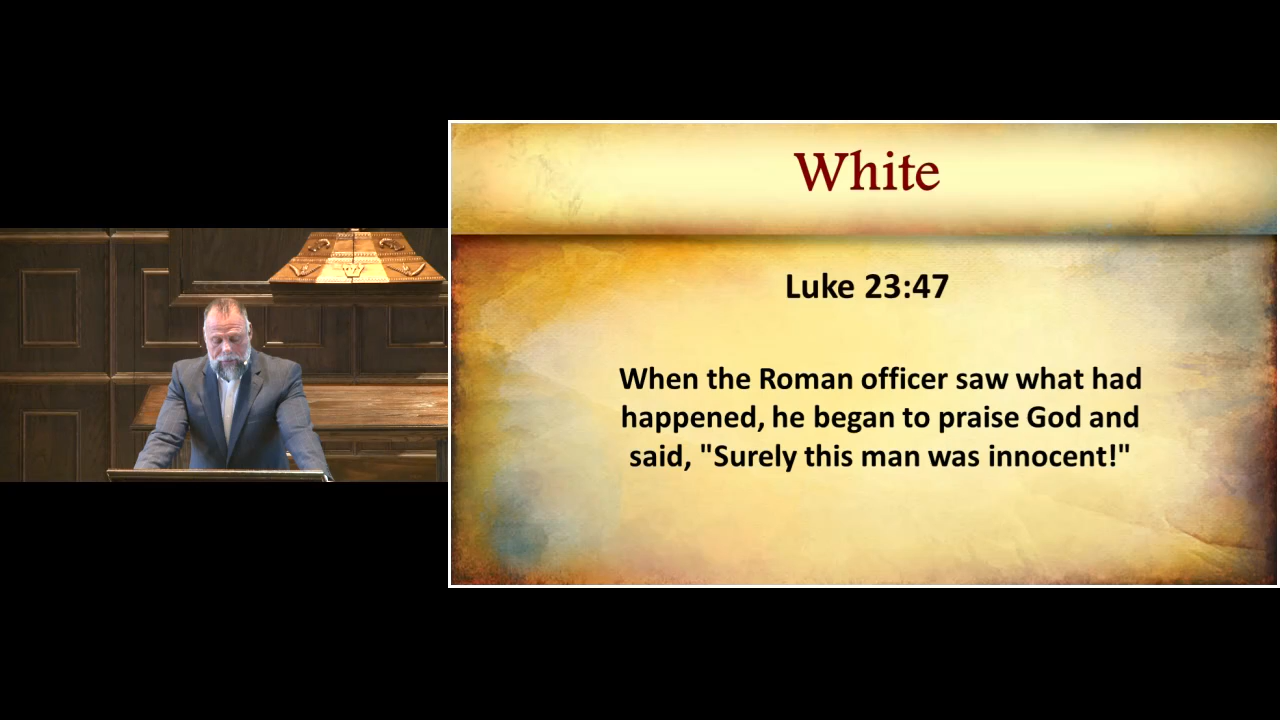 White
Luke 23:47
When the Roman officer saw what had
happened, he began to praise God and
said, "Surely this man was innocent!"